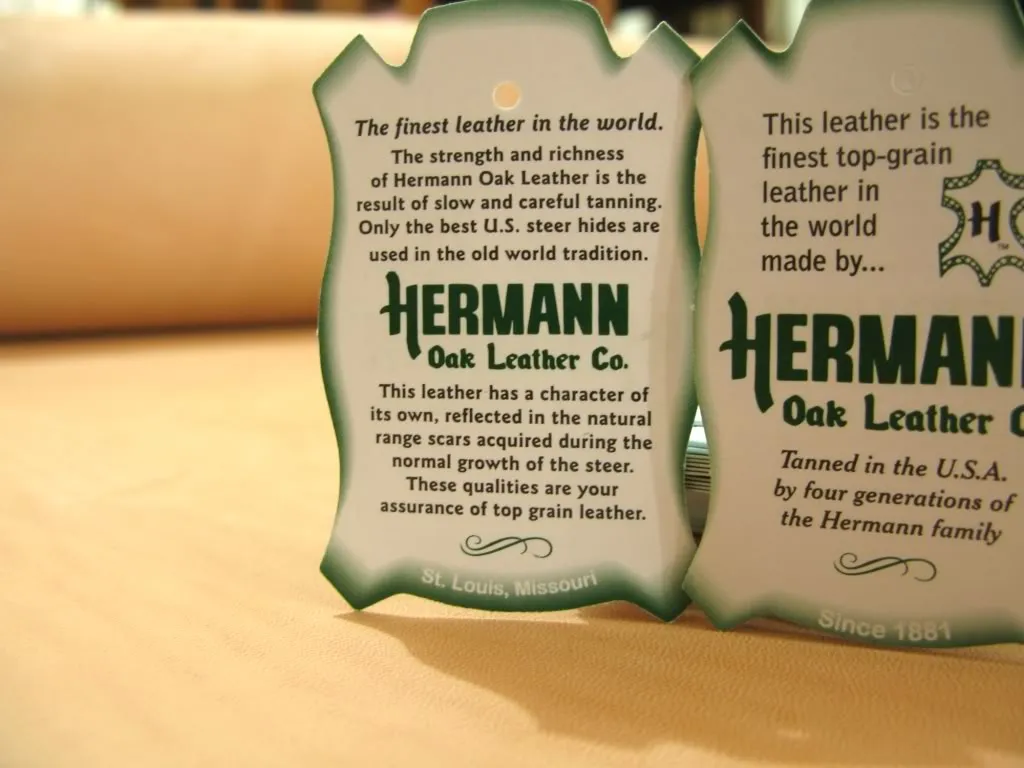 The finest leather in the world.
The strength and richness
of Hermann Oak Leather is the
result of slow and careful tanning.
Only the best U.S. steer hides are
used in the old world tradition.
HERMANN
Oak Leather Co.
This leather has a character of
its own, reflected in the natural
range scars acquired during the
normal growth of the steer.
These qualities are your
assurance of top grain leather.
St. Louis, Missouri
This leather is the
finest top-grain
leather in
the world
made by...
H
™
HERMAN
Oak Leather C
Tanned in the U.S.A.
by four generations of
the Hermann family
Since 1881